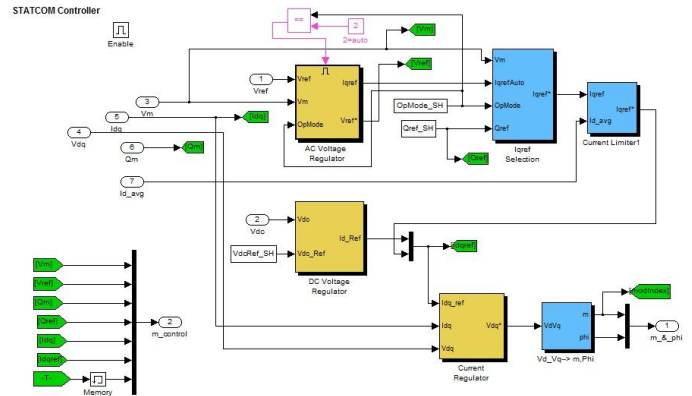 STATCOM Controller
Enable
==
2
2=auto
[Vm]
1
Vref
Vref
Vm
OpMode
Iqref
Vref*
AC Voltage
Regulator
[Vref]
3
Vm
5
Idq
[Idq]
4
Vdq
6
Qm
[Qm]
7
Id_avg
OpMode_SH
Qref_SH
[Qref]
Vm
IqrefAuto
OpMode
Qref
Iqref*
Iqref
Selection
Iqref
Id_avg
Iqref*
Current Limiter1
2
Vdc
VdcRef_SH
Vdc
Vdc_Ref
Id_Ref
DC Voltage
Regulator
[Idqref]
[Vm]
[Vref]
[Qm]
[Qref]
[Idq]
[Idqref]
-T-
Memory
2
m_control
Idq_ref
Idq
Vdq
Vdq*
Current
Regulator
VdVq
m
phi
Vd_Vq--> m,Phi
[modIndex]
1
m_&_phi